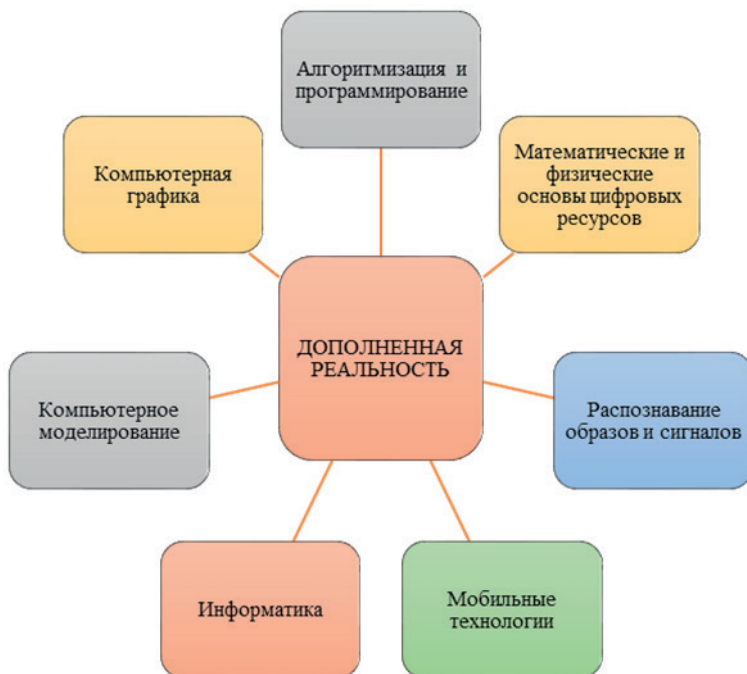 Алгоритмизация и
программирование
Компьютерная
графика
Математические и
физические
основы цифровых
ресурсов
ДОПОЛНЕННАЯ
РЕАЛЬНОСТЬ
Компьютерное
моделирование
Распознавание
образов и сигналов
Информатика
Мобильные
технологии